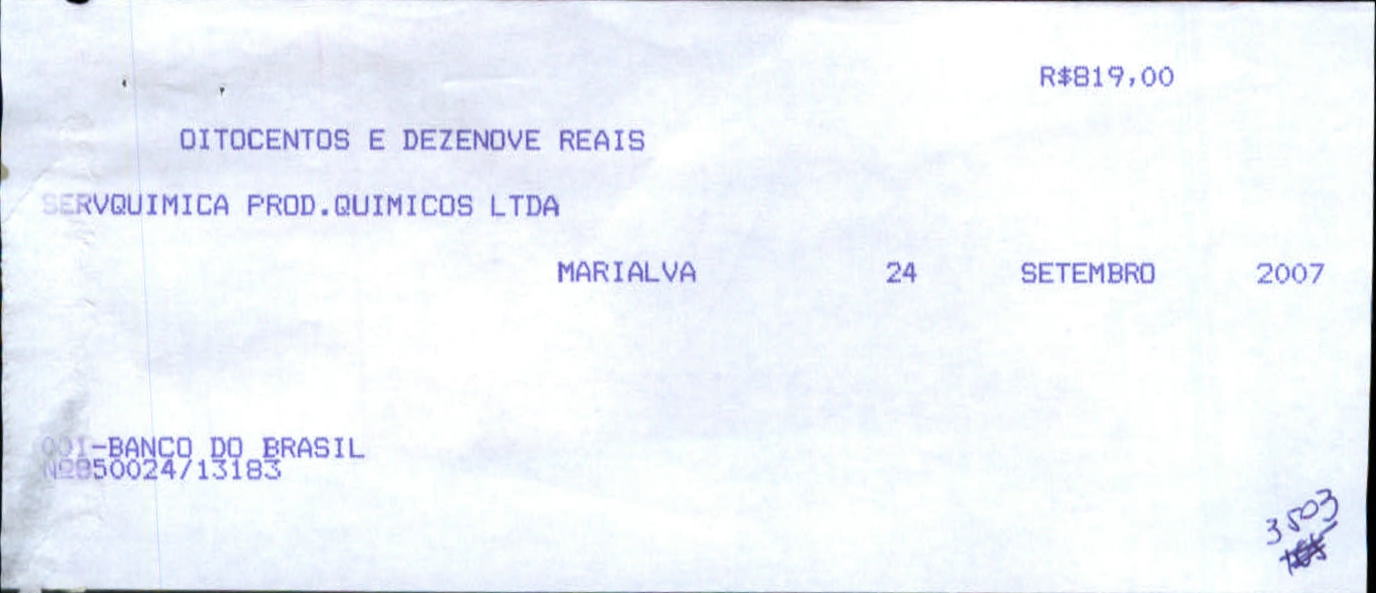 R$819,00
OITOCENTOS E DEZENOVE REAIS
SERVQUIMICA PROD.QUIMICOS LTDA
MARIALVA 24 SETEMBRO 2007
001-BANCO DO BRASIL
Nº850024/13183
3503